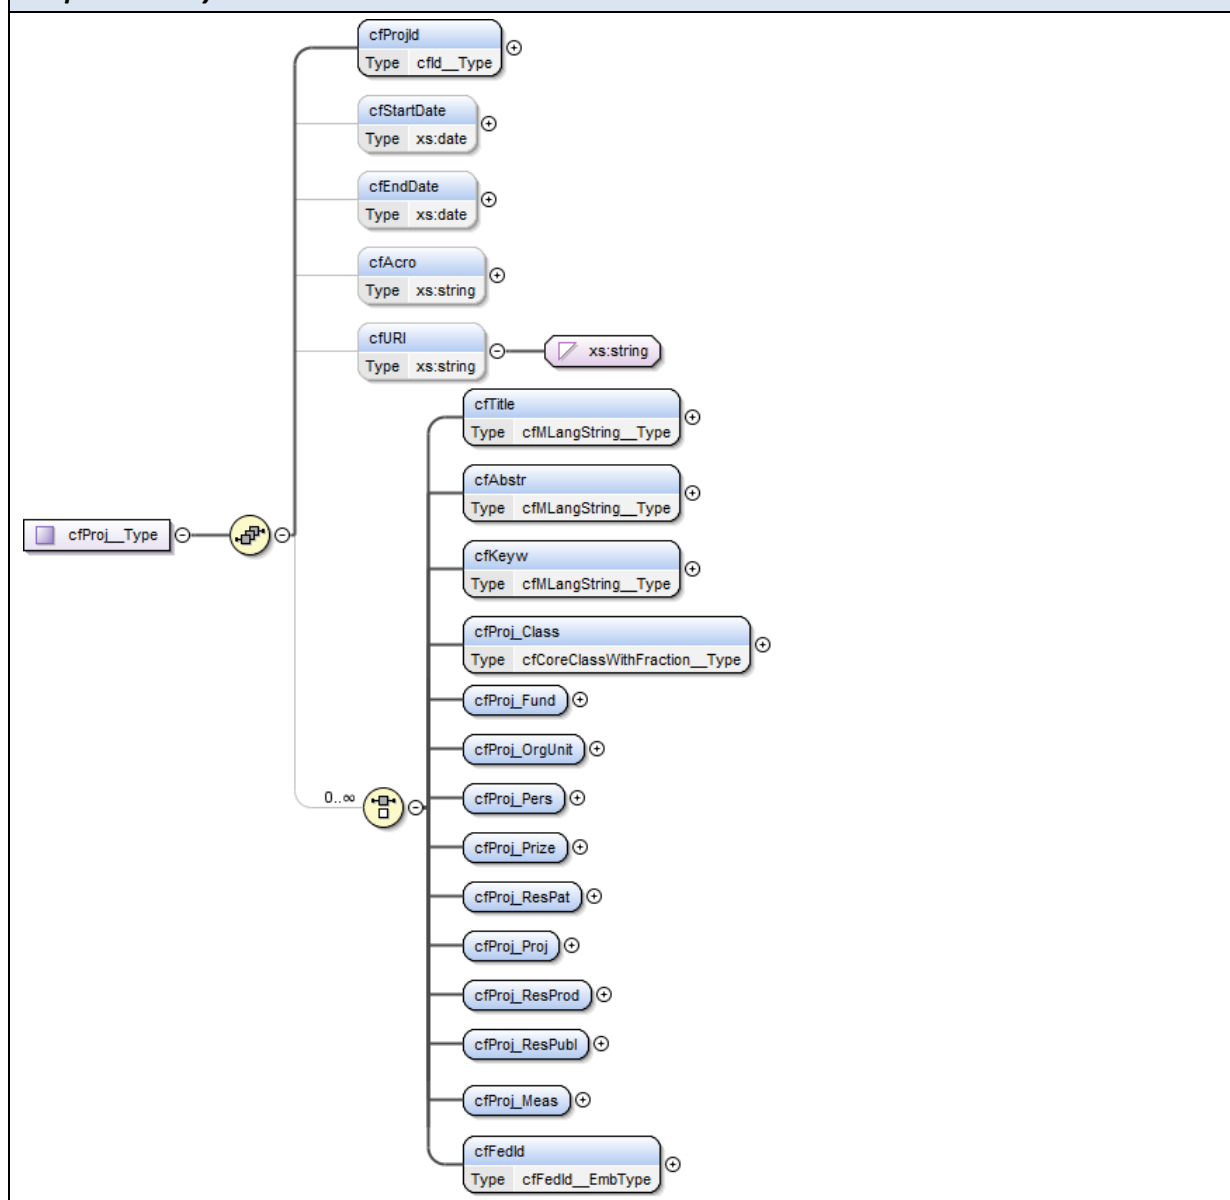 cfProjId
Type cfId__Type
cfStartDate
Type xs:date
cfEndDate
Type xs:date
cfAcro
Type xs:string
cfURI
Type xs:string
xs:string
cfTitle
Type cfMLangString__Type
cfAbstr
Type cfMLangString__Type
cfProj__Type
cfKeyw
Type cfMLangString__Type
cfProj_Class
Type cfCoreClassWithFraction__Type
cfProj_Fund
cfProj_OrgUnit
0..∞
cfProj_Pers
cfProj_Prize
cfProj_ResPat
cfProj_Proj
cfProj_ResProd
cfProj_ResPubl
cfProj_Meas
cfFedId
Type cfFedId__EmbType